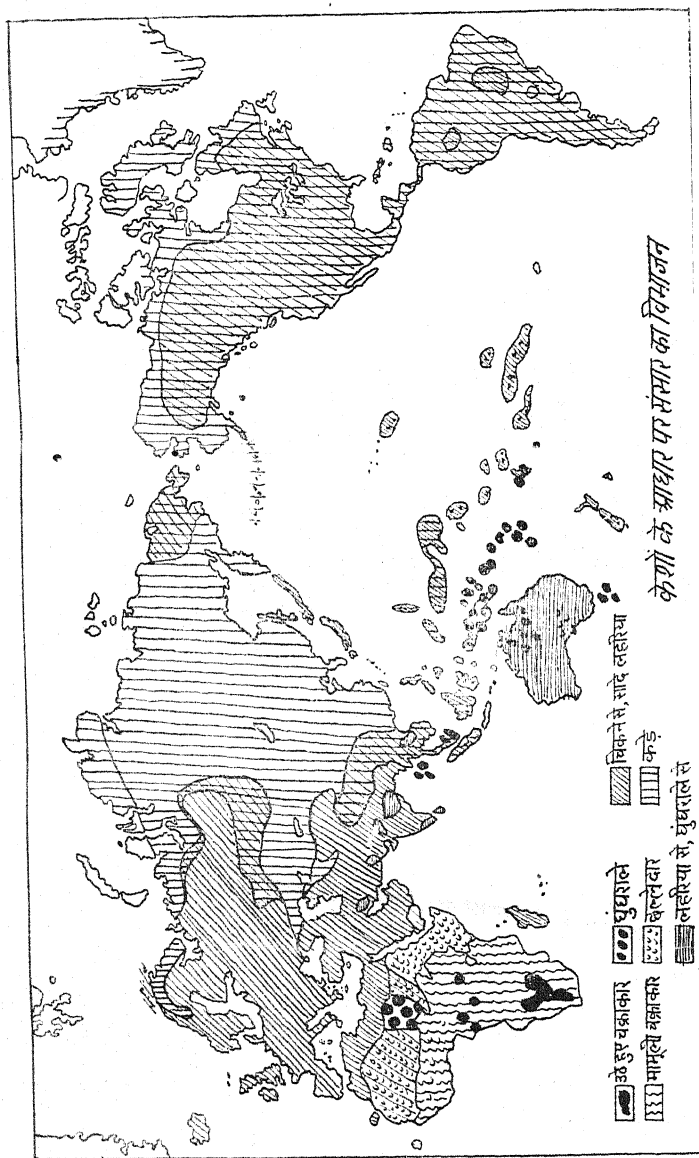 केशों के आधार पर संसार का विभाजन
उठे हुए चक्राकार
मामूली चक्राकार
घुंघराले
छल्लेदार
लहरिया से, घुंघराले से
चिकने से, सादे लहरिया
कड़े